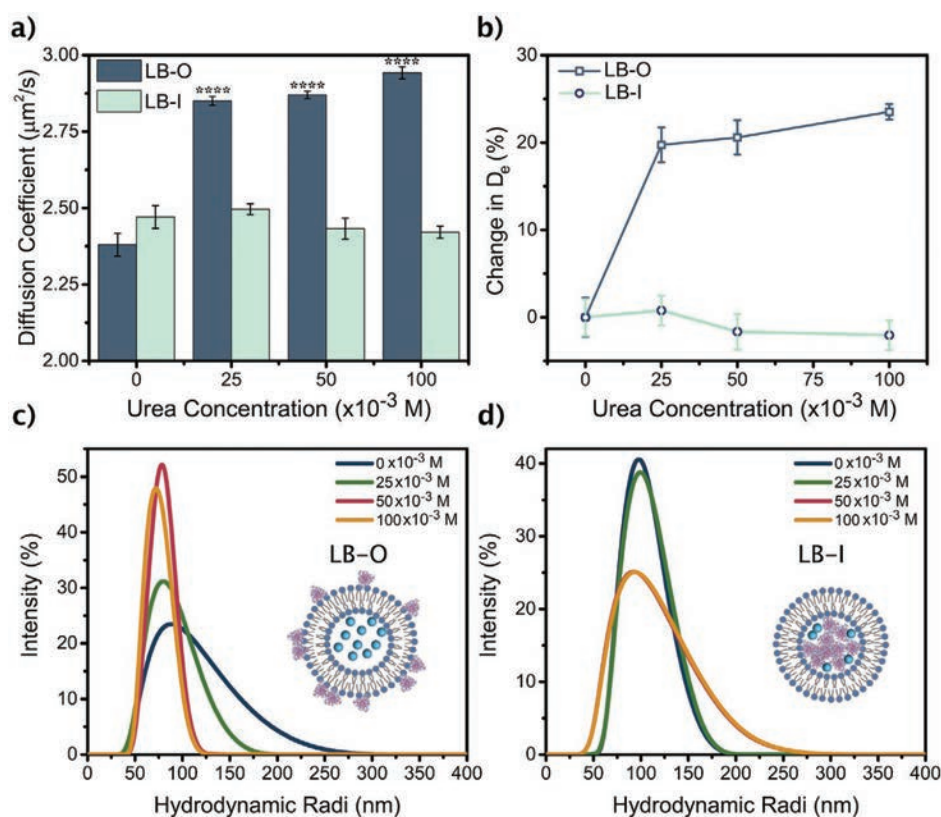 a)
3.00
2.75
2.50
2.25
2.00
Diffusion Coefficient (μm²/s)
LB-O
LB-I
****
****
****
0
25
50
100
Urea Concentration (x10⁻³ M)
b)
30
20
10
0
Change in Dₑ (%)
LB-O
LB-I
0
25
50
75
100
Urea Concentration (x10⁻³ M)
c)
50
40
30
20
10
0
Intensity (%)
0 x10⁻³ M
25 x10⁻³ M
50 x10⁻³ M
100 x10⁻³ M
LB-O
0 50 100 150 200 250 300 350 400
Hydrodynamic Radi (nm)
d)
40
30
20
10
0
Intensity (%)
0 x10⁻³ M
25 x10⁻³ M
50 x10⁻³ M
100 x10⁻³ M
LB-I
0 50 100 150 200 250 300 350 400
Hydrodynamic Radi (nm)